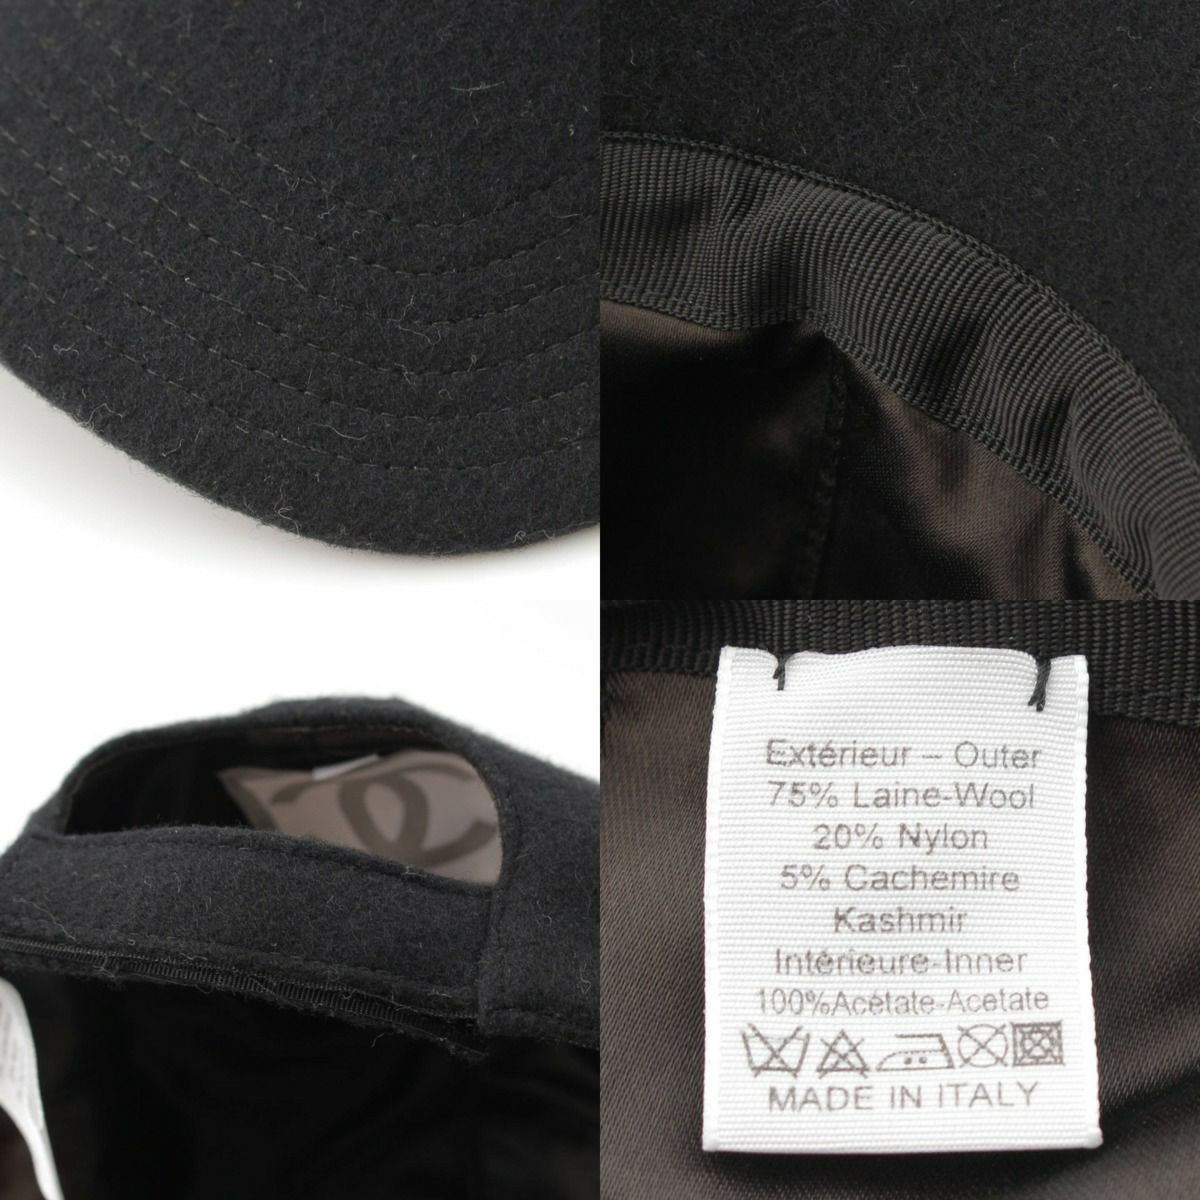 Extérieur – Outer
75% Laine-Wool
20% Nylon
5% Cachemire
Kashmir
Intérieure-Inner
100%Acétate-Acetate
MADE IN ITALY